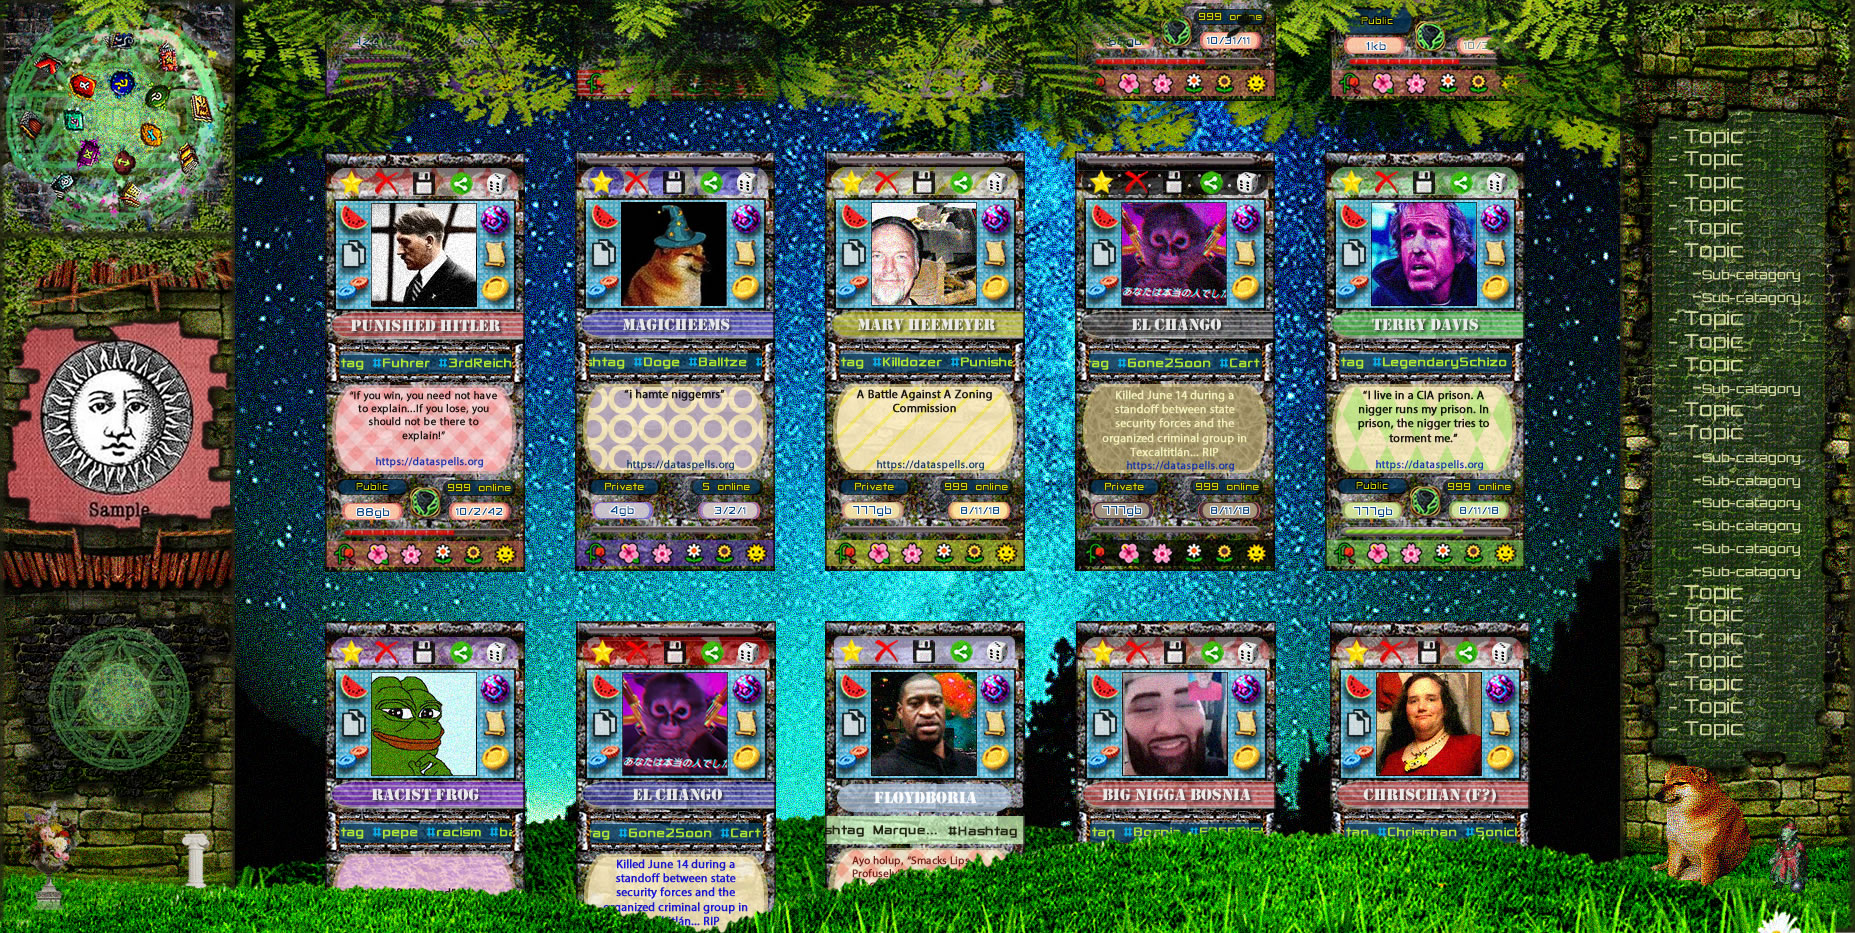 999 online
10/31/11
Public
1kb
PUNISHED HITLER
tag #Fuhrer #3rdReich
"If you win, you need not have
to explain...If you lose, you
should not be there to
explain!"
https://dataspells.org
Public
999 online
88gb
10/2/42
MAGICHEEMS
shtag #Doge #Balltze #
"i hamte niggemrs"
https://dataspells.org
Private
5 online
4gb
3/2/1
MARV HEEMEYER
tag #Killdozer #Punishe
A Battle Against A Zoning
Commission
https://dataspells.org
Private
999 online
777gb
8/11/18
あなたは本当の人でし
EL CHANGO
ag #Gone2Soon #Cart
Killed June 14 during a
standoff between state
security forces and the
organized criminal group in
Texcaltitlán... RIP
https://dataspells.org
Private
999 online
777gb
8/11/18
TERRY DAVIS
tag #LegendarySchizo
"I live in a CIA prison. A
nigger runs my prison. In
prison, the nigger tries to
torment me."
https://dataspells.org
Public
999 online
777gb
8/11/18
RACIST FROG
tag #pepe #racism #ba
あなたは本当の人でし
EL CHANGO
tag #Gone2Soon #Cart
Killed June 14 during a
standoff between state
security forces and the
organized criminal group in
tlán... RIP
FLOYDBORIA
shtag Marque... #Hashtag
Ayo holup, "Smacks Lips
Profusel
BIG NIGGA BOSNIA
tag
CHRISCHAN (F?)
tag #Chrischan #Sonic
Sample
- Topic
- Topic
- Topic
- Topic
- Topic
- Topic
-Sub-catagory
-Sub-catagory
- Topic
- Topic
- Topic
-Sub-catagory
- Topic
- Topic
-Sub-catagory
-Sub-catagory
-Sub-catagory
-Sub-catagory
-Sub-catagory
-Sub-catagory
- Topic
- Topic
- Topic
- Topic
- Topic
- Topic
- Topic